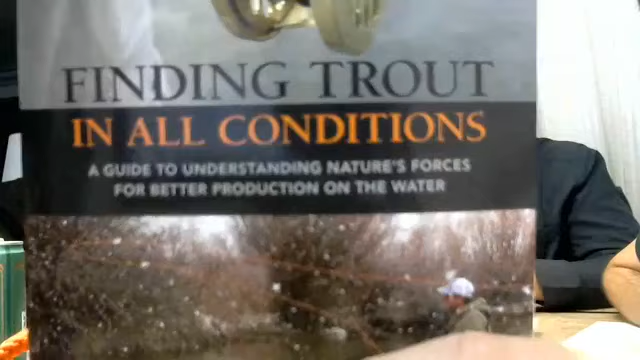 FINDING TROUT
IN ALL CONDITIONS
A GUIDE TO UNDERSTANDING NATURE'S FORCES
FOR BETTER PRODUCTION ON THE WATER